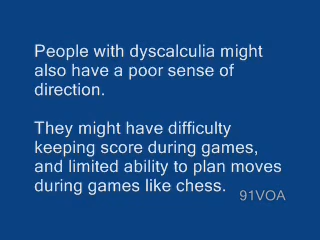 People with dyscalculia might
also have a poor sense of
direction.
They might have difficulty
keeping score during games,
and limited ability to plan moves
during games like chess.
91VOA